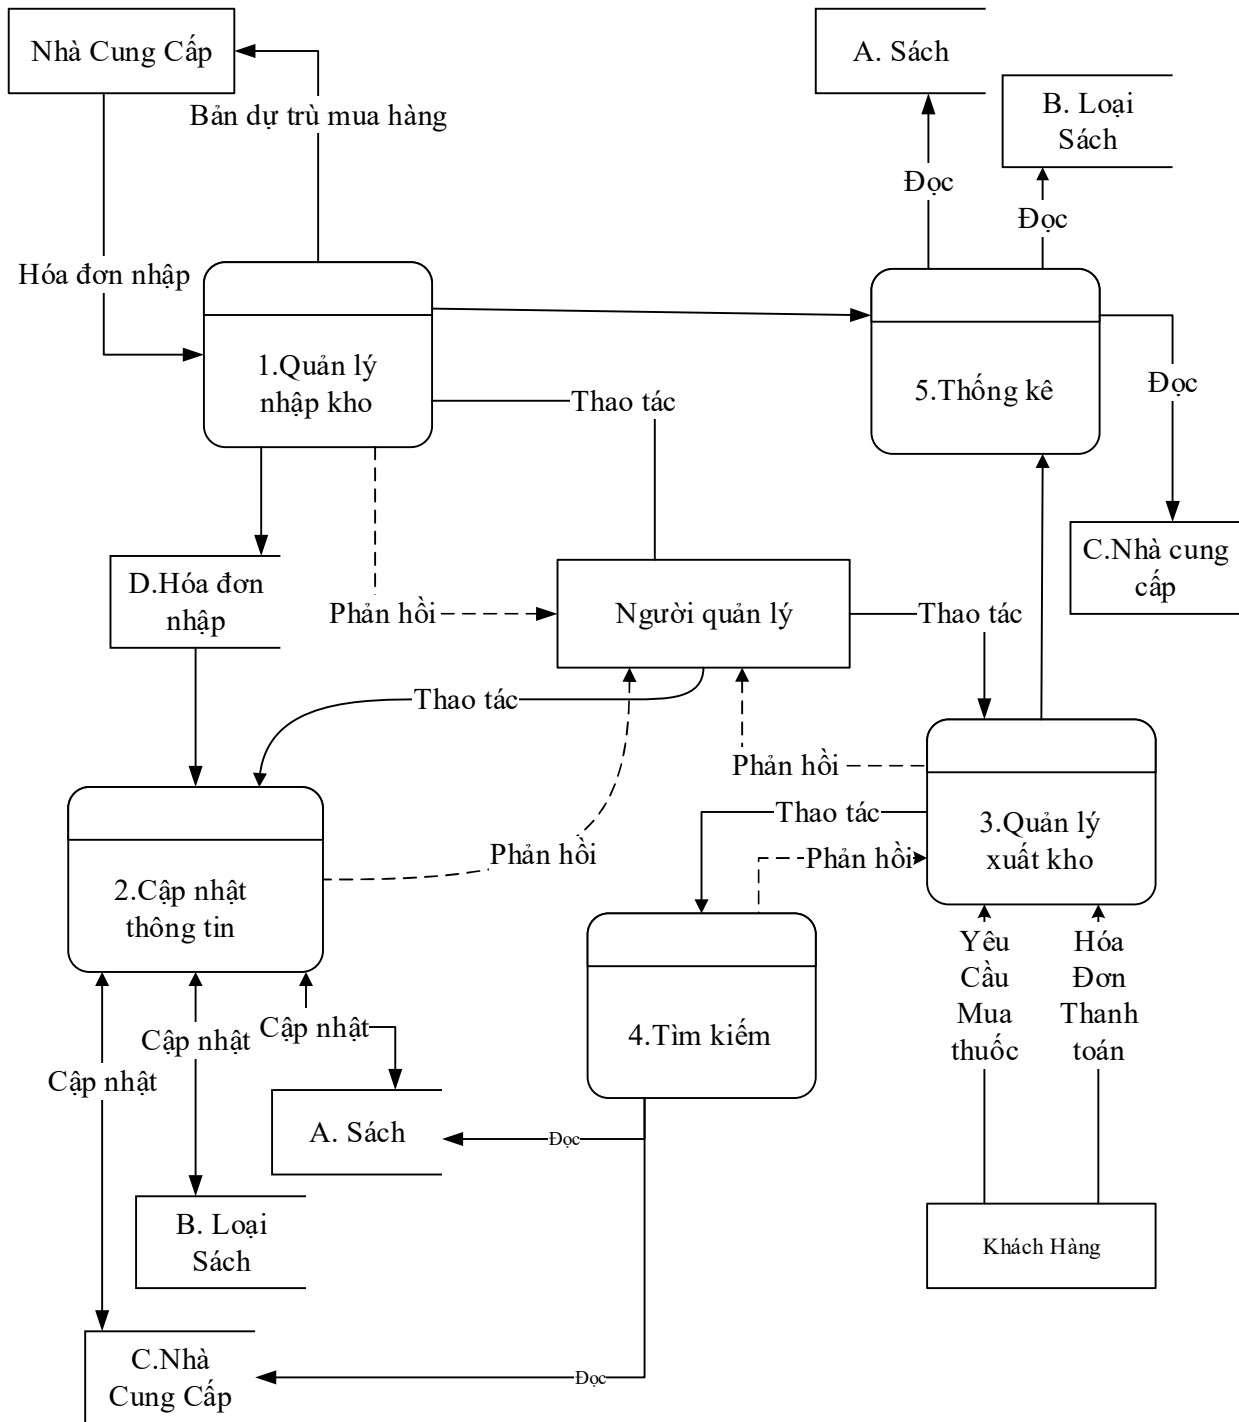 Nhà Cung Cấp
A. Sách
B. Loại
Sách
Bản dự trù mua hàng
Đọc
Đọc
Hóa đơn nhập
1.Quản lý
nhập kho
5.Thống kê
Đọc
Thao tác
C.Nhà cung
cấp
D.Hóa đơn
nhập
Phản hồi
Người quản lý
Thao tác
Thao tác
Phản hồi
Thao tác
3.Quản lý
xuất kho
Phản hồi
Phản hồi
2.Cập nhật
thông tin
Yêu
Cầu
Mua
thuốc
Hóa
Đơn
Thanh
toán
Cập nhật
Cập nhật
Cập nhật
4.Tìm kiếm
A. Sách
Đọc
B. Loại
Sách
Khách Hàng
C.Nhà
Cung Cấp
Đọc